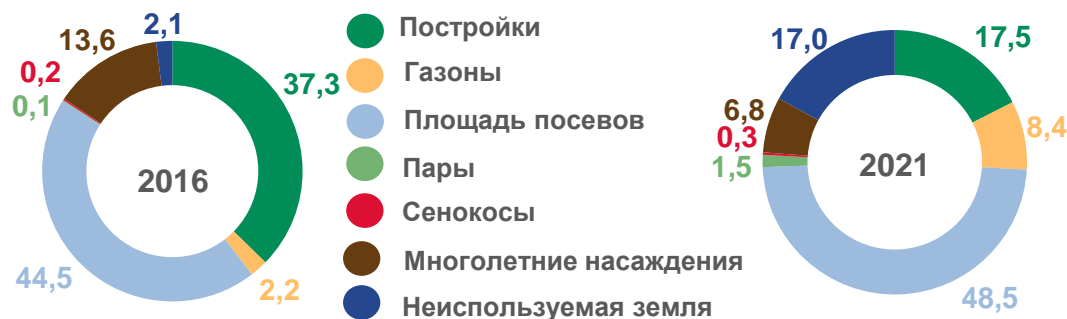 2,1
13,6
0,2
0,1
37,3
2016
44,5
2,2
Постройки
Газоны
Площадь посевов
Пары
Сенокосы
Многолетние насаждения
Неиспользуемая земля
17,0
17,5
6,8
0,3
1,5
8,4
2021
48,5